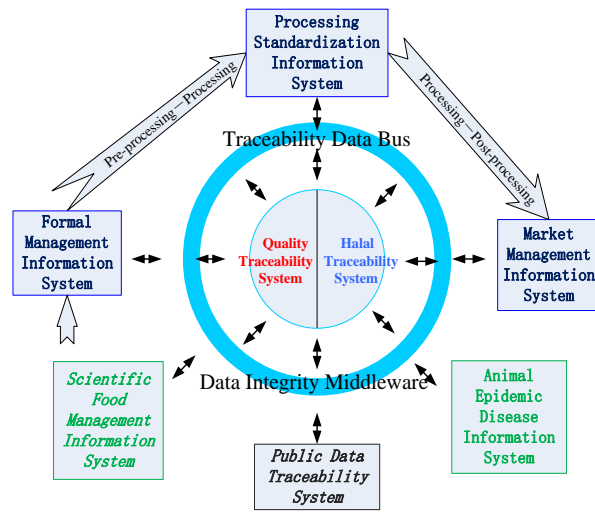 Processing
Standardization
Information
System
Pre-processing—Processing
Processing—Post-processing
Traceability Data Bus
Formal
Management
Information
System
Quality
Traceability
System
Halal
Traceability
System
Market
Management
Information
System
Scientific
Food
Management
Information
System
Data Integrity Middleware
Animal
Epidemic
Disease
Information
System
Public Data
Traceability
System